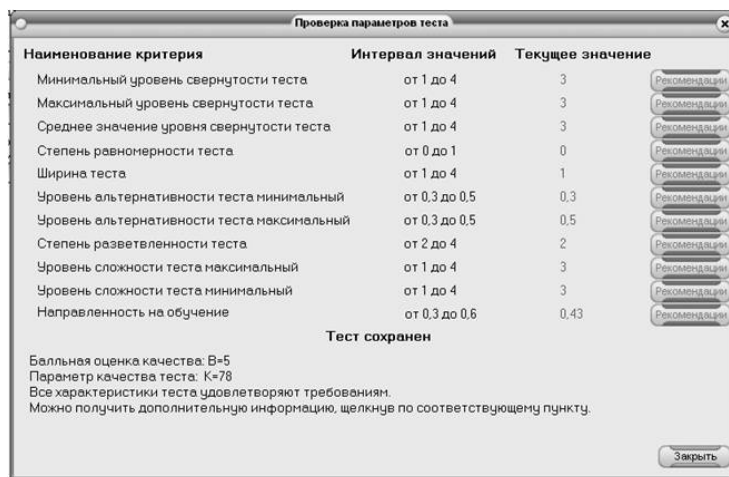 Проверка параметров теста
Наименование критерия Интервал значений Текущее значение
Минимальный уровень свернутости теста от 1 до 4 3 Рекомендации
Максимальный уровень свернутости теста от 1 до 4 3 Рекомендации
Среднее значение уровня свернутости теста от 1 до 4 3 Рекомендации
Степень равномерности теста от 0 до 1 0 Рекомендации
Ширина теста от 1 до 4 1 Рекомендации
Уровень альтернативности теста минимальный от 0,3 до 0,5 0,3 Рекомендации
Уровень альтернативности теста максимальный от 0,3 до 0,5 0,5 Рекомендации
Степень разветвленности теста от 2 до 4 2 Рекомендации
Уровень сложности теста максимальный от 1 до 4 3 Рекомендации
Уровень сложности теста минимальный от 1 до 4 3 Рекомендации
Направленность на обучение от 0,3 до 0,6 0,43 Рекомендации
Тест сохранен
Балльная оценка качества: В=5
Параметр качества теста: К=78
Все характеристики теста удовлетворяют требованиям.
Можно получить дополнительную информацию, щелкнув по соответствующему пункту.
Закрыть